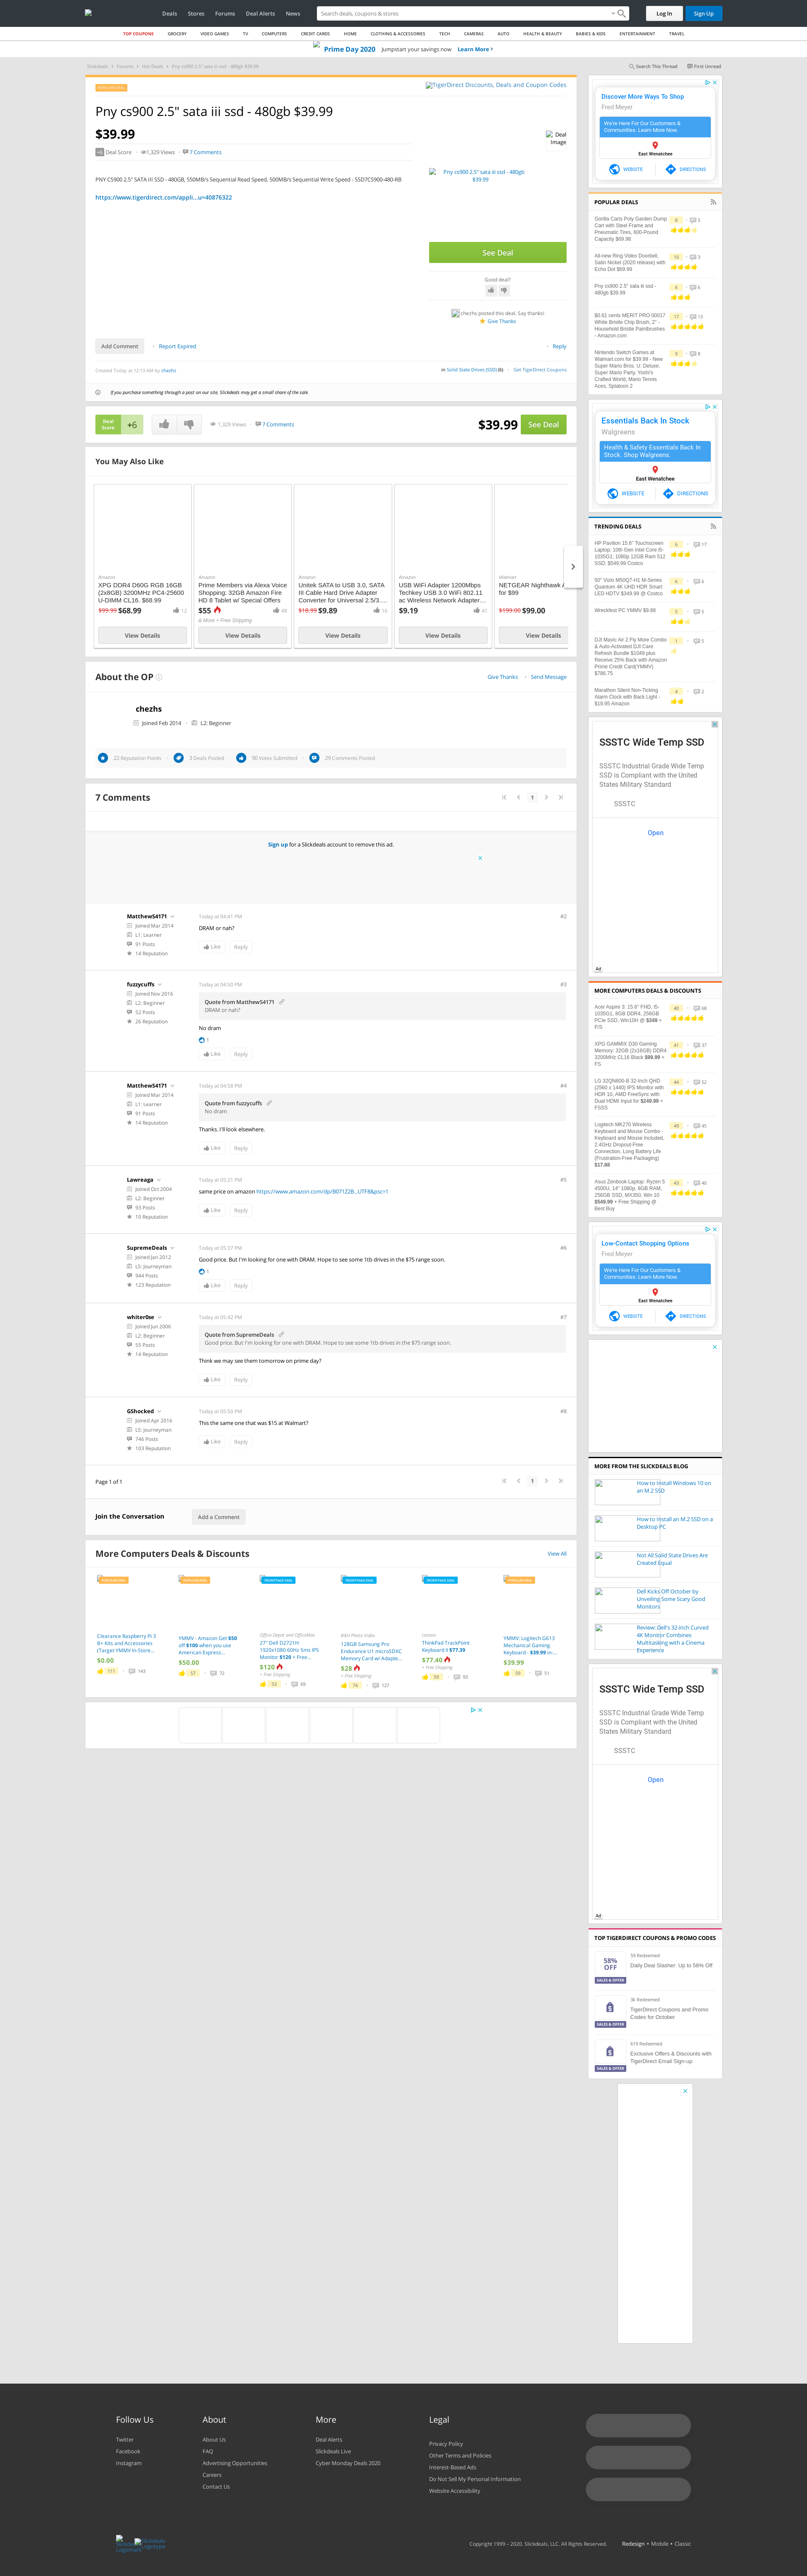 Deals Stores Forums Deal Alerts News
Search deals, coupons & stores
Log In
Sign Up
TOP COUPONS GROCERY VIDEO GAMES TV COMPUTERS CREDIT CARDS HOME CLOTHING & ACCESSORIES TECH CAMERAS AUTO HEALTH & BEAUTY BABIES & KIDS ENTERTAINMENT TRAVEL
Prime Day 2020 Jumpstart your savings now Learn More
Slickdeals > Forums > Hot Deals > Pny cs900 2.5" sata iii ssd - 480gb $39.99
Search This Thread First Unread
POPULAR DEAL
TigerDirect Discounts, Deals and Coupon Codes
Pny cs900 2.5" sata iii ssd - 480gb $39.99
$39.99
Deal Image
+6 Deal Score 1,329 Views 7 Comments
PNY CS900 2.5" SATA III SSD - 480GB, 550MB/s Sequential Read Speed, 500MB/s Sequential Write Speed - SSD7CS900-480-RB
https://www.tigerdirect.com/appli...u=40876322
Pny cs900 2.5" sata iii ssd - 480gb $39.99
See Deal
Good deal?
chezhs posted this deal. Say thanks!
Give Thanks
Add Comment
Report Expired
Reply
Created Today at 12:13 AM by chezhs
in Solid State Drives (SSD) (6) Get TigerDirect Coupons
If you purchase something through a post on our site, Slickdeals may get a small share of the sale.
Deal Score
+6
1,329 Views
7 Comments
$39.99
See Deal
You May Also Like
Amazon
XPG DDR4 D60G RGB 16GB (2x8GB) 3200MHz PC4-25600 U-DIMM CL16. $68.99
$99.99 $68.99 12
View Details
Amazon
Prime Members via Alexa Voice Shopping: 32GB Amazon Fire HD 8 Tablet w/ Special Offers
$55 48
& More + Free Shipping
View Details
Amazon
Unitek SATA to USB 3.0, SATA III Cable Hard Drive Adapter Converter for Universal 2.5/3....
$18.99 $9.89 16
View Details
Amazon
USB WiFi Adapter 1200Mbps Techkey USB 3.0 WiFi 802.11 ac Wireless Network Adapter...
$9.19 41
View Details
Walmart
NETGEAR Nighthawk
for $99
$199.00 $99.00
View Details
About the OP
Give Thanks Send Message
chezhs
Joined Feb 2014 L2: Beginner
22 Reputation Points 3 Deals Posted 90 Votes Submitted 29 Comments Posted
7 Comments
1
Sign up for a Slickdeals account to remove this ad.
MatthewS4171
Joined Mar 2014
L1: Learner
91 Posts
14 Reputation
Today at 04:41 PM
#2
DRAM or nah?
Like Reply
fuzzycuffs
Joined Nov 2016
L2: Beginner
52 Posts
26 Reputation
Today at 04:50 PM
#3
Quote from MatthewS4171
DRAM or nah?
No dram
1
Like Reply
MatthewS4171
Joined Mar 2014
L1: Learner
91 Posts
14 Reputation
Today at 04:58 PM
#4
Quote from fuzzycuffs
No dram
Thanks. I'll look elsewhere.
Like Reply
Lawreaga
Joined Oct 2004
L2: Beginner
93 Posts
10 Reputation
Today at 05:21 PM
#5
same price on amazon https://www.amazon.com/dp/B071Z2B...UTF8&psc=1
Like Reply
SupremeDeals
Joined Jan 2012
L5: Journeyman
944 Posts
123 Reputation
Today at 05:37 PM
#6
Good price. But I'm looking for one with DRAM. Hope to see some 1tb drives in the $75 range soon.
1
Like Reply
whiter0se
Joined Jun 2006
L2: Beginner
55 Posts
14 Reputation
Today at 05:42 PM
#7
Quote from SupremeDeals
Good price. But I'm looking for one with DRAM. Hope to see some 1tb drives in the $75 range soon.
Think we may see them tomorrow on prime day?
Like Reply
GShocked
Joined Apr 2016
L5: Journeyman
746 Posts
103 Reputation
Today at 05:50 PM
#8
This the same one that was $15 at Walmart?
Like Reply
Page 1 of 1
1
Join the Conversation
Add a Comment
More Computers Deals & Discounts
View All
POPULAR DEAL
Clearance Raspberry Pi 3 B+ Kits and Accessories (Target YMMV In-Store...
$0.00
111 143
POPULAR DEAL
YMMV - Amazon Get $50 off $100 when you use American Express...
$50.00
57 72
FRONTPAGE DEAL
Office Depot and OfficeMax
27" Dell D2721H 1920x1080 60Hz 5ms IPS Monitor $120 + Free...
$120
+ Free Shipping
53 69
FRONTPAGE DEAL
B&H Photo Video
128GB Samsung Pro Endurance U1 microSDXC Memory Card w/ Adapte...
$28
+ Free Shipping
74 127
FRONTPAGE DEAL
Lenovo
ThinkPad TrackPoint Keyboard II $77.39
$77.40
+ Free Shipping
59 93
POPULAR DEAL
YMMV: Logitech G613 Mechanical Gaming Keyboard - $39.99 in-...
$39.99
59 51
Discover More Ways To Shop
Fred Meyer
We're Here For Our Customers & Communities. Learn More Now.
East Wenatchee
WEBSITE DIRECTIONS
POPULAR DEALS
Gorilla Carts Poly Garden Dump Cart with Steel Frame and Pneumatic Tires, 600-Pound Capacity $69.98
8 5
All-new Ring Video Doorbell, Satin Nickel (2020 release) with Echo Dot $69.99
10 3
Pny cs900 2.5" sata iii ssd - 480gb $39.99
6 6
$0.61 cents MERIT PRO 00017 White Bristle Chip Brush, 2" - Household Bristle Paintbrushes - Amazon.com
17 13
Nintendo Switch Games at Walmart.com for $39.99 - New Super Mario Bros. U: Deluxe, Super Mario Party, Yoshi's Crafted World, Mario Tennis Aces, Splatoon 2
9 8
Essentials Back In Stock
Walgreens
Health & Safety Essentials Back In Stock. Shop Walgreens.
East Wenatchee
WEBSITE DIRECTIONS
TRENDING DEALS
HP Pavilion 15.6" Touchscreen Laptop: 10th Gen Intel Core i5-1035G1; 1080p 12GB Ram 512 SSD: $549.99 Costco
6 17
50" Vizio M50Q7-H1 M-Series Quantum 4K UHD HDR Smart LED HDTV $349.99 @ Costco
6 6
Wreckfest PC YMMV $9.88
5 5
DJI Mavic Air 2 Fly More Combo & Auto-Activated DJI Care Refresh Bundle $1049 plus Receive 25% Back with Amazon Prime Credit Card(YMMV) $786.75
1 5
Marathon Silent Non-Ticking Alarm Clock with Back Light - $19.95 Amazon
4 2
SSSTC Wide Temp SSD
SSSTC Industrial Grade Wide Temp SSD is Compliant with the United States Military Standard
SSSTC
Open
Ad
MORE COMPUTERS DEALS & DISCOUNTS
Acer Aspire 3: 15.6" FHD, i5-1035G1, 8GB DDR4, 256GB PCIe SSD, Win10H @ $349 + F/S
40 68
XPG GAMMIX D30 Gaming Memory: 32GB (2x16GB) DDR4 3200MHz CL16 Black $89.99 + FS
41 37
LG 32QN600-B 32-Inch QHD (2560 x 1440) IPS Monitor with HDR 10, AMD FreeSync with Dual HDMI Input for $249.99 + FSSS
44 52
Logitech MK270 Wireless Keyboard and Mouse Combo - Keyboard and Mouse Included, 2.4GHz Dropout-Free Connection, Long Battery Life (Frustration-Free Packaging) $17.88
49 45
Asus Zenbook Laptop: Ryzen 5 4500U, 14" 1080p, 8GB RAM, 256GB SSD, MX350, Win 10 $549.99 + Free Shipping @ Best Buy
43 40
Low-Contact Shopping Options
Fred Meyer
We're Here For Our Customers & Communities. Learn More Now.
East Wenatchee
WEBSITE DIRECTIONS
MORE FROM THE SLICKDEALS BLOG
How to Install Windows 10 on an M.2 SSD
How to Install an M.2 SSD on a Desktop PC
Not All Solid State Drives Are Created Equal
Dell Kicks Off October by Unveiling Some Scary Good Monitors
Review: Dell's 32-inch Curved 4K Monitor Combines Multitasking with a Cinema Experience
SSSTC Wide Temp SSD
SSSTC Industrial Grade Wide Temp SSD is Compliant with the United States Military Standard
SSSTC
Open
Ad
TOP TIGERDIRECT COUPONS & PROMO CODES
58% OFF
SALES & OFFER
59 Redeemed
Daily Deal Slasher: Up to 58% Off
SALES & OFFER
3k Redeemed
TigerDirect Coupons and Promo Codes for October
SALES & OFFER
619 Redeemed
Exclusive Offers & Discounts with TigerDirect Email Sign-up
Follow Us
Twitter
Facebook
Instagram
About
About Us
FAQ
Advertising Opportunities
Careers
Contact Us
More
Deal Alerts
Slickdeals Live
Cyber Monday Deals 2020
Legal
Privacy Policy
Other Terms and Policies
Interest-Based Ads
Do Not Sell My Personal Information
Website Accessibility
Copyright 1999 – 2020. Slickdeals, LLC. All Rights Reserved.
Redesign • Mobile • Classic